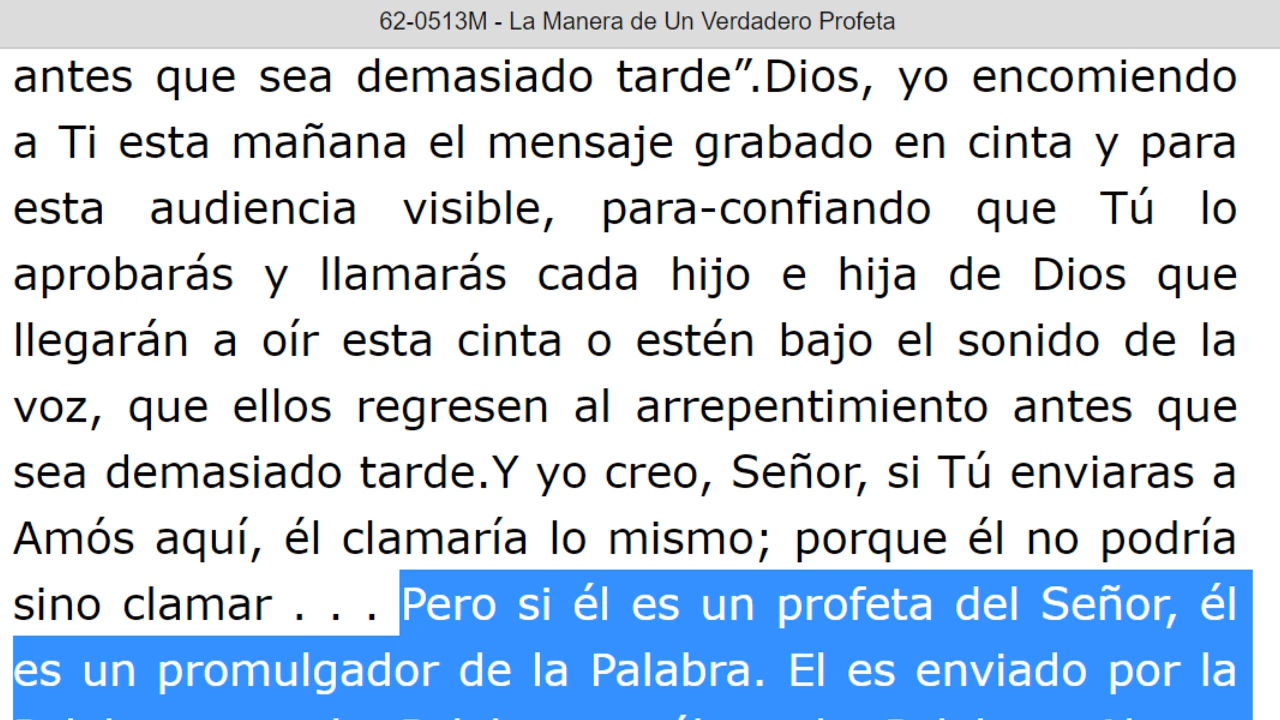 62-0513M - La Manera de Un Verdadero Profeta
antes que sea demasiado tarde”.Dios, yo encomiendo
a Ti esta mañana el mensaje grabado en cinta y para
esta audiencia visible, para-confiando que Tú lo
aprobarás y llamarás cada hijo e hija de Dios que
llegarán a oír esta cinta o estén bajo el sonido de la
voz, que ellos regresen al arrepentimiento antes que
sea demasiado tarde.Y yo creo, Señor, si Tú enviaras a
Amós aquí, él clamaría lo mismo; porque él no podría
sino clamar . . . Pero si él es un profeta del Señor, él
es un promulgador de la Palabra. El es enviado por la